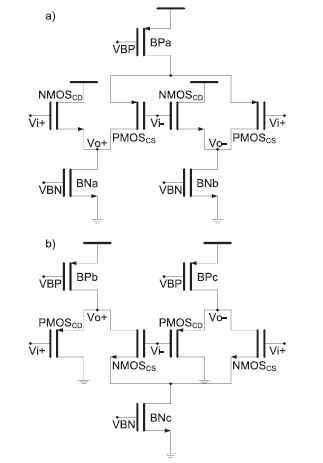 a)
VBP BPa
NMOSCD NMOSCD
Vi+ Vo+ PMOSCS Vi- Vo- PMOSCS Vi+
VBN BNa VBN BNb
b)
VBP BPb VBP BPc
PMOSCD Vo+ PMOSCD Vo-
Vi+ NMOSCS Vi- NMOSCS Vi+
VBN BNc